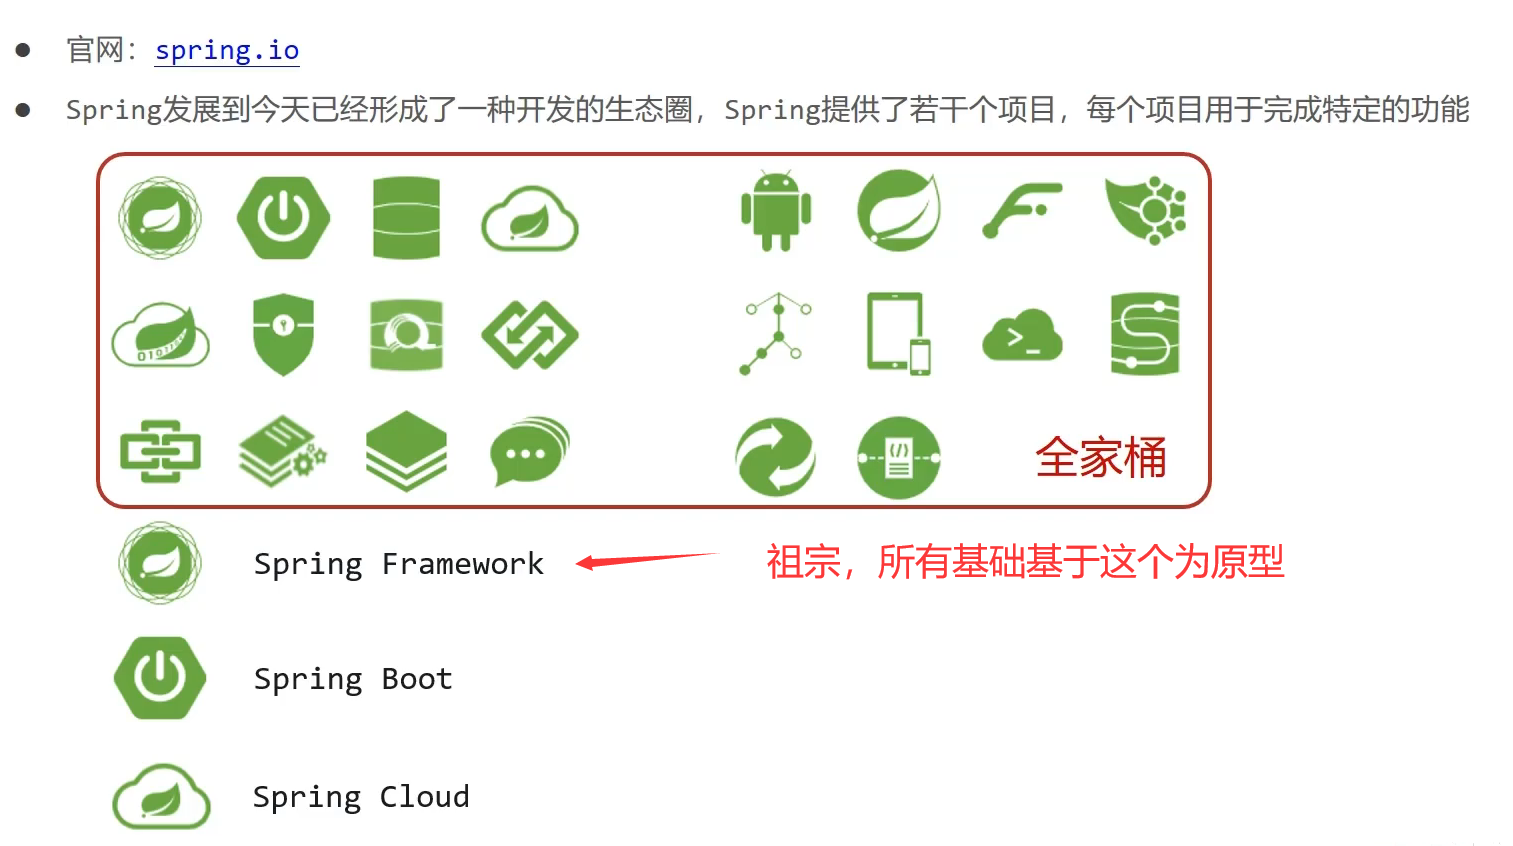 官网：spring.io
Spring发展到今天已经形成了一种开发的生态圈，Spring提供了若干个项目，每个项目用于完成特定的功能
全家桶
Spring Framework
祖宗，所有基础基于这个为原型
Spring Boot
Spring Cloud